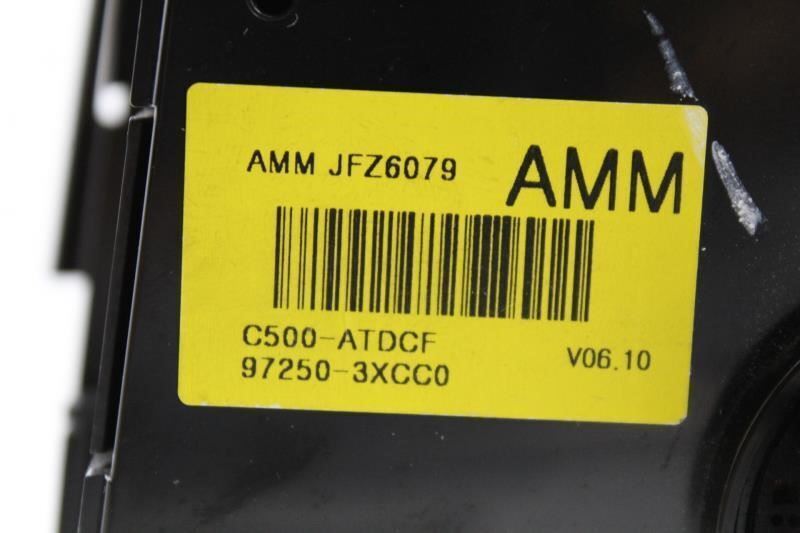 AMM JFZ6079
AMM
C500-ATDCF
97250-3XCC0
V06.10